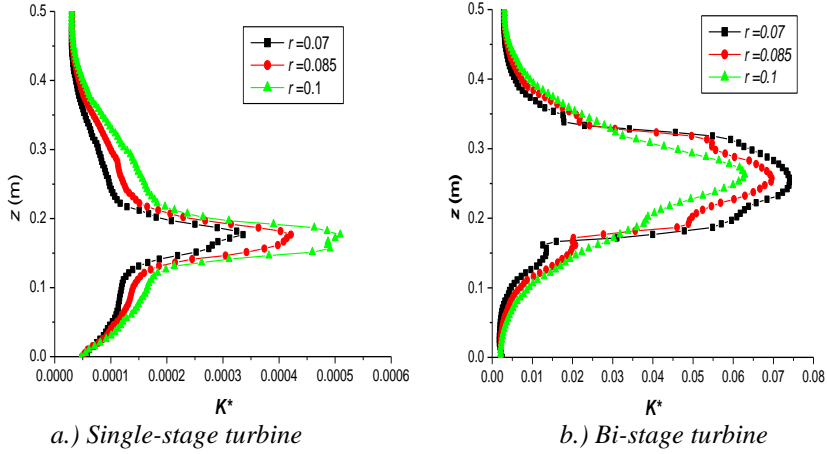 0.5
0.4
0.3
0.2
0.1
0.0
z (m)
0.0000 0.0001 0.0002 0.0003 0.0004 0.0005 0.0006
K*
r =0.07
r =0.085
r =0.1
a.) Single-stage turbine
0.5
0.4
0.3
0.2
0.1
0.0
z (m)
0.00 0.01 0.02 0.03 0.04 0.05 0.06 0.07 0.08
K*
r =0.07
r =0.085
r =0.1
b.) Bi-stage turbine